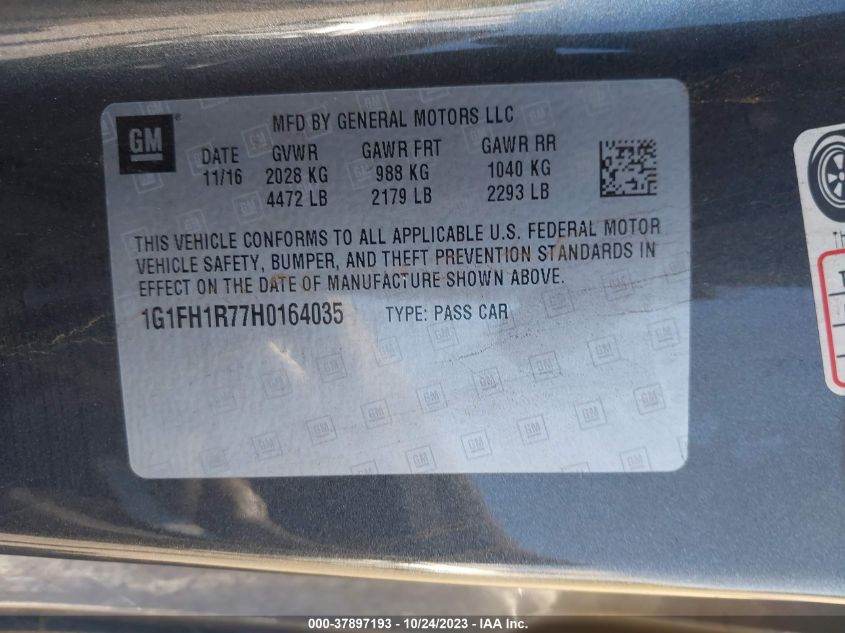 GM
MFD BY GENERAL MOTORS LLC
DATE GVWR GAWR FRT GAWR RR
11/16 2028 KG 988 KG 1040 KG
4472 LB 2179 LB 2293 LB
THIS VEHICLE CONFORMS TO ALL APPLICABLE U.S. FEDERAL MOTOR
VEHICLE SAFETY, BUMPER, AND THEFT PREVENTION STANDARDS IN
EFFECT ON THE DATE OF MANUFACTURE SHOWN ABOVE.
1G1FH1R77H0164035 TYPE: PASS CAR
000-37897193 - 10/24/2023 - IAA Inc.